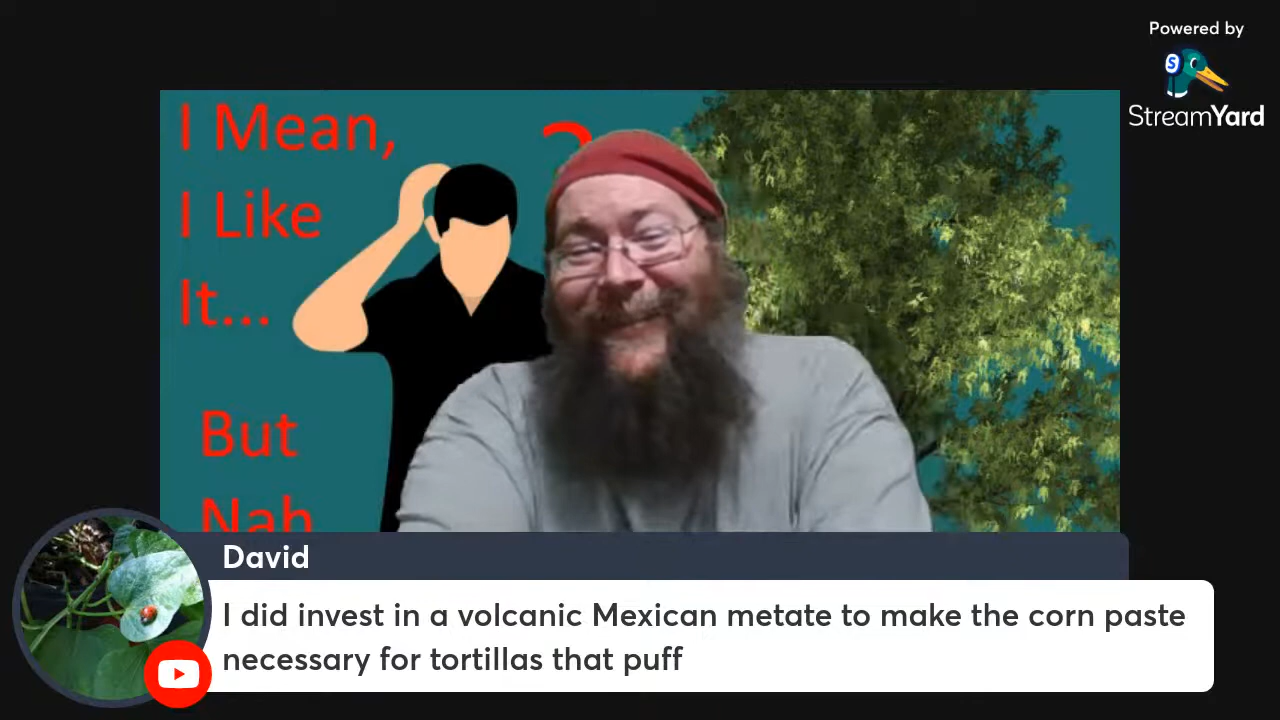 Powered by
S
StreamYard
I Mean,
?
I Like
It...
But
Nah
David
I did invest in a volcanic Mexican metate to make the corn paste
necessary for tortillas that puff